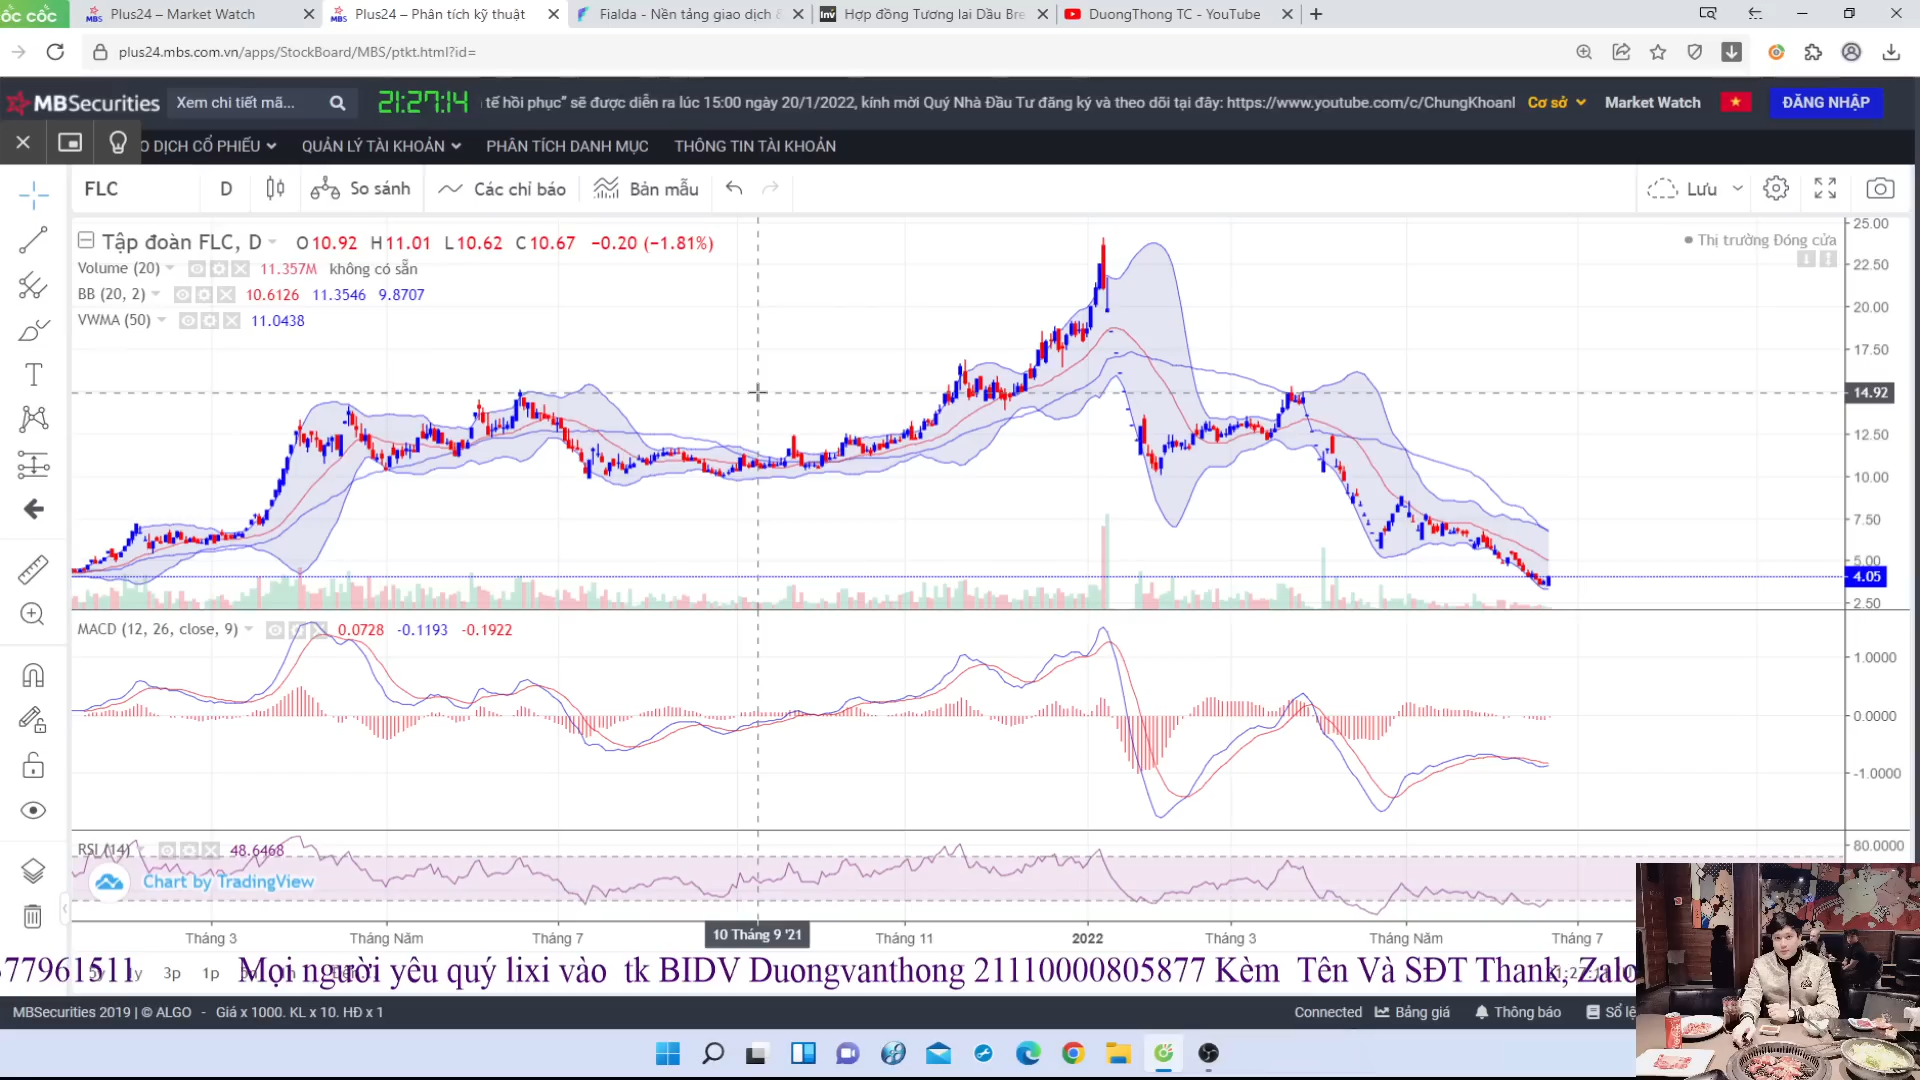 ốc cốc
Plus24 – Market Watch
Plus24 – Phân tích kỹ thuật
Fialda - Nền tảng giao dịch &
Hợp đồng Tương lai Dầu Bre
DuongThong TC - YouTube
plus24.mbs.com.vn/apps/StockBoard/MBS/ptkt.html?id=
MBSecurities
Xem chi tiết mã...
21:27:14
tế hồi phục" sẽ được diễn ra lúc 15:00 ngày 20/1/2022, kính mời Quý Nhà Đầu Tư đăng ký và theo dõi tại đây: https://www.youtube.com/c/ChungKhoanl
Cơ sở
Market Watch
ĐĂNG NHẬP
O DỊCH CỔ PHIẾU
QUẢN LÝ TÀI KHOẢN
PHÂN TÍCH DANH MỤC
THÔNG TIN TÀI KHOẢN
FLC
D
So sánh
Các chỉ báo
Bản mẫu
Lưu
Tập đoàn FLC, D O10.92 H11.01 L10.62 C10.67 −0.20 (−1.81%)
Thị trường Đóng cửa
Volume (20) 11.357M không có sẵn
BB (20, 2) 10.6126 11.3546 9.8707
VWMA (50) 11.0438
25.00
22.50
20.00
17.50
14.92
12.50
10.00
7.50
5.00
4.05
2.50
MACD (12, 26, close, 9) 0.0728 -0.1193 -0.1922
1.0000
0.0000
-1.0000
RSI (14) 48.6468
80.0000
Chart by TradingView
Tháng 3
Tháng Năm
Tháng 7
10 Tháng 9 '21
Tháng 11
2022
Tháng 3
Tháng Năm
Tháng 7
77961511
1y
3p
1p
Mọi người yêu quý lixi vào tk BIDV Duongvanthong 21110000805877 Kèm Tên Và SĐT Thank, Zalo
MBSecurities 2019 | © ALGO - Giá x 1000. KL x 10. HĐ x 1
Connected
Bảng giá
Thông báo
Sổ lệ